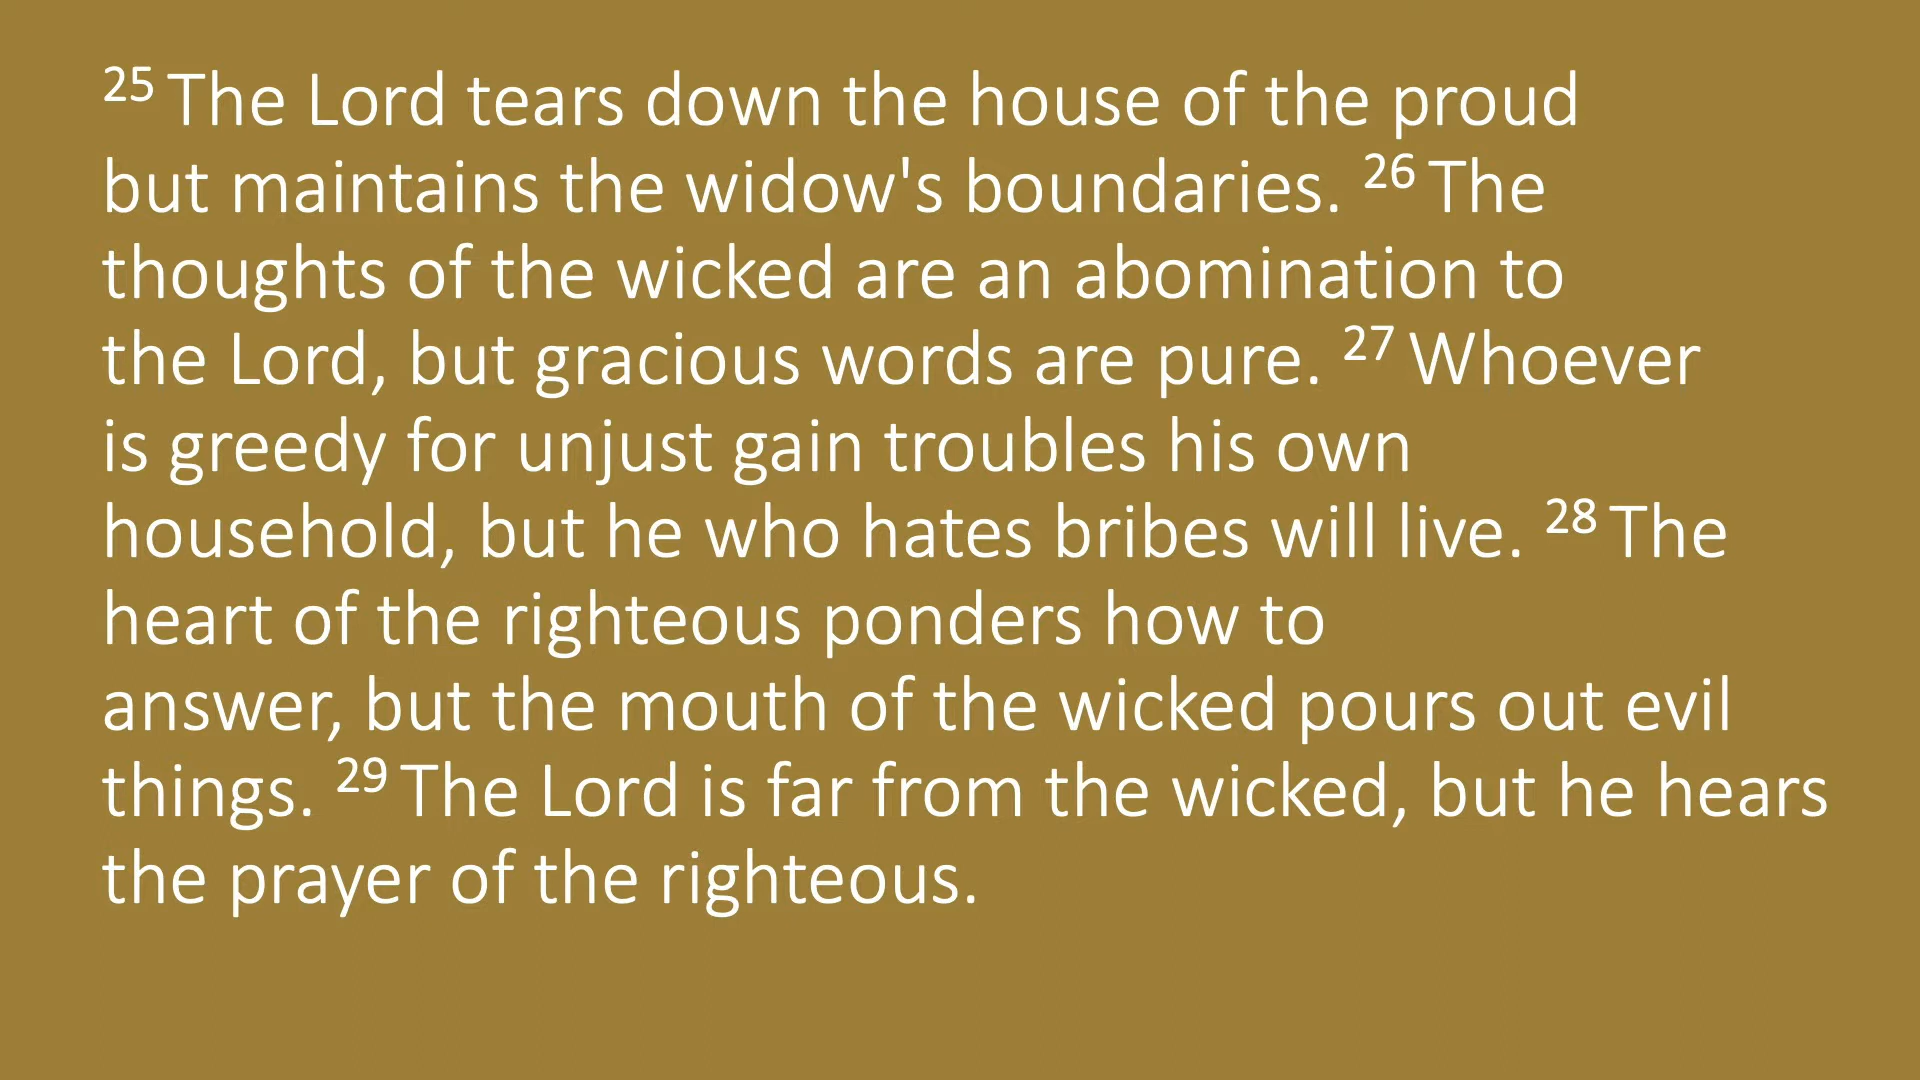 25 The Lord tears down the house of the proud
but maintains the widow's boundaries. 26 The
thoughts of the wicked are an abomination to
the Lord, but gracious words are pure. 27 Whoever
is greedy for unjust gain troubles his own
household, but he who hates bribes will live. 28 The
heart of the righteous ponders how to
answer, but the mouth of the wicked pours out evil
things. 29 The Lord is far from the wicked, but he hears
the prayer of the righteous.